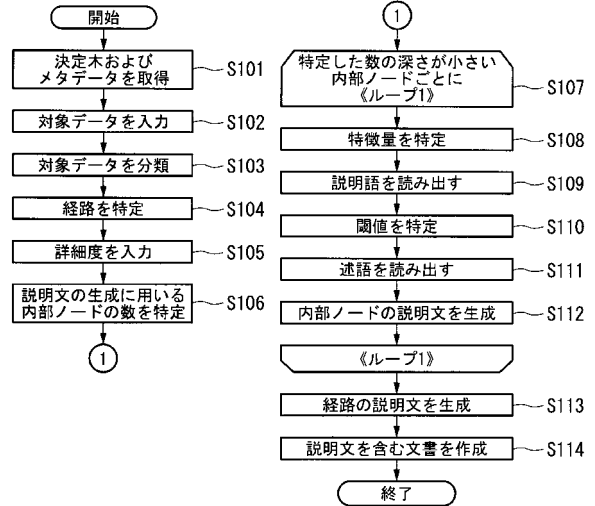 開始
決定木および
メタデータを取得
S101
対象データを入力
S102
対象データを分類
S103
経路を特定
S104
詳細度を入力
S105
説明文の生成に用いる
内部ノードの数を特定
S106
1
1
特定した数の深さが小さい
内部ノードごとに
《ループ1》
S107
特徴量を特定
S108
説明語を読み出す
S109
閾値を特定
S110
述語を読み出す
S111
内部ノードの説明文を生成
S112
《ループ1》
経路の説明文を生成
S113
説明文を含む文書を作成
S114
終了